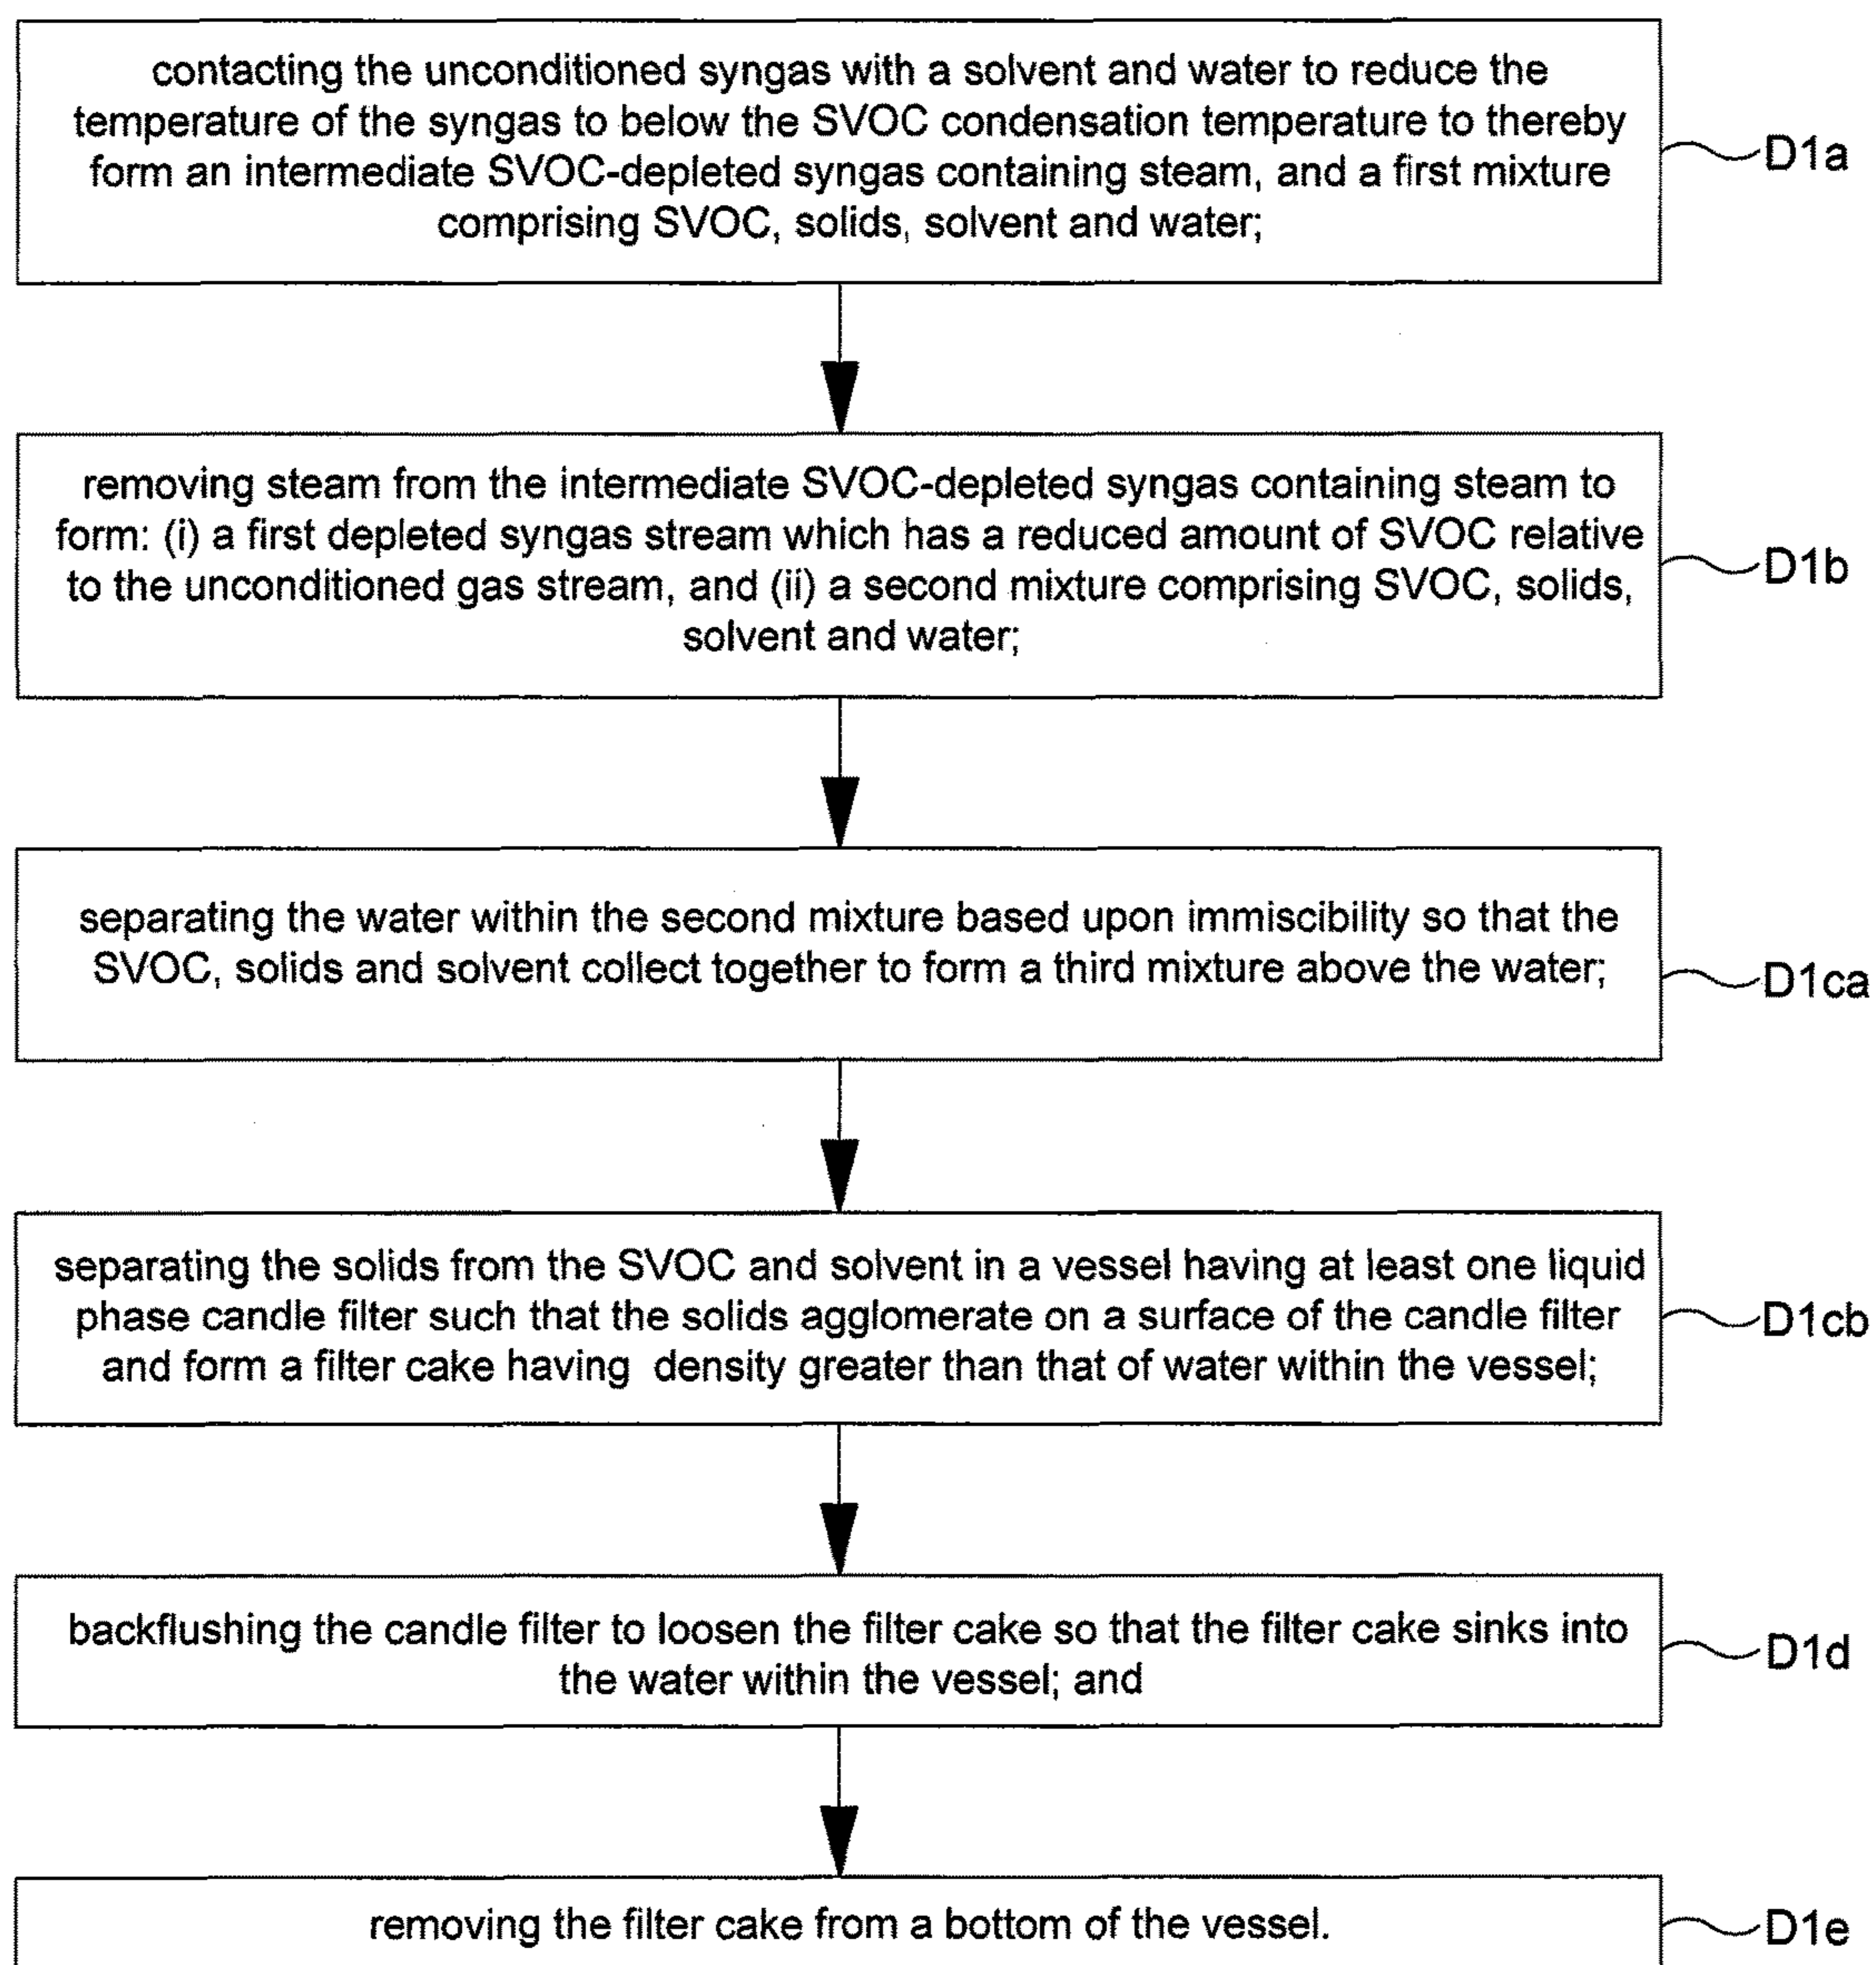 contacting the unconditioned syngas with a solvent and water to reduce the
temperature of the syngas to below the SVOC condensation temperature to thereby
form an intermediate SVOC-depleted syngas containing steam, and a first mixture
comprising SVOC, solids, solvent and water;
D1a
removing steam from the intermediate SVOC-depleted syngas containing steam to
form: (i) a first depleted syngas stream which has a reduced amount of SVOC relative
to the unconditioned gas stream, and (ii) a second mixture comprising SVOC, solids,
solvent and water;
D1b
separating the water within the second mixture based upon immiscibility so that the
SVOC, solids and solvent collect together to form a third mixture above the water;
D1ca
separating the solids from the SVOC and solvent in a vessel having at least one liquid
phase candle filter such that the solids agglomerate on a surface of the candle filter
and form a filter cake having density greater than that of water within the vessel;
D1cb
backflushing the candle filter to loosen the filter cake so that the filter cake sinks into
the water within the vessel; and
D1d
removing the filter cake from a bottom of the vessel.
D1e